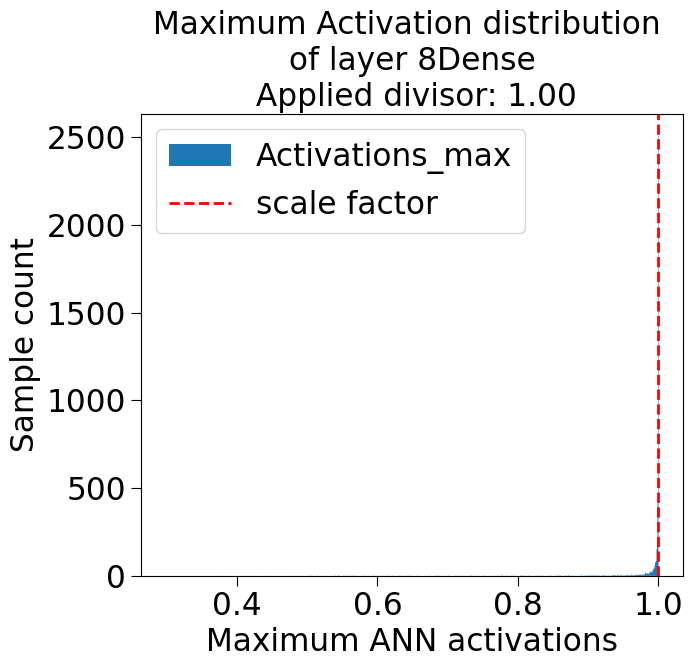 Maximum Activation distribution
of layer 8Dense
Applied divisor: 1.00
Activations_max
scale factor
Sample count
2500
2000
1500
1000
500
0
0.4 0.6 0.8 1.0
Maximum ANN activations